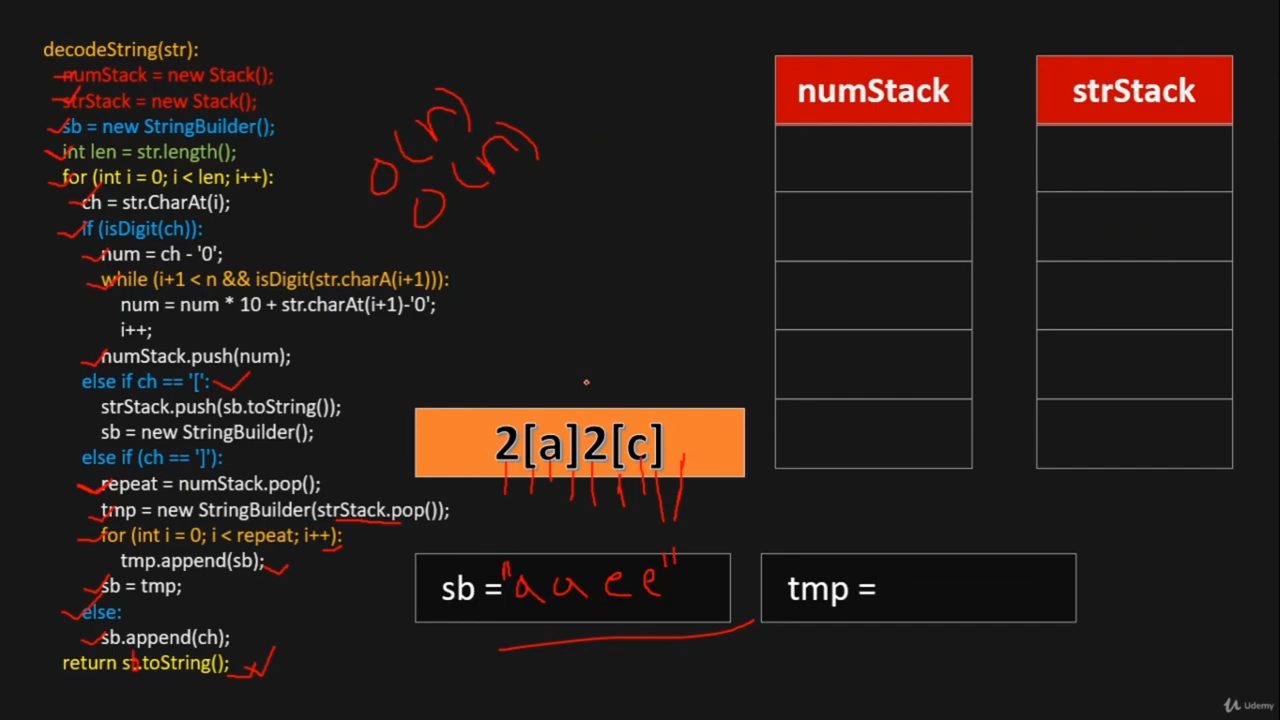 decodeString(str):
numStack = new Stack();
strStack = new Stack();
sb = new StringBuilder();
int len = str.length();
for (int i = 0; i < len; i++):
ch = str.CharAt(i);
if (isDigit(ch)):
num = ch - '0';
while (i+1 < n && isDigit(str.charA(i+1))):
num = num * 10 + str.charAt(i+1)-'0';
i++;
numStack.push(num);
else if ch == '[':
strStack.push(sb.toString());
sb = new StringBuilder();
else if (ch == ']'):
repeat = numStack.pop();
tmp = new StringBuilder(strStack.pop());
for (int i = 0; i < repeat; i++):
tmp.append(sb);
sb = tmp;
else:
sb.append(ch);
return sb.toString();
O(n)
O(n)
numStack
strStack
2[a]2[c]
sb = "aacc"
tmp =
Udemy